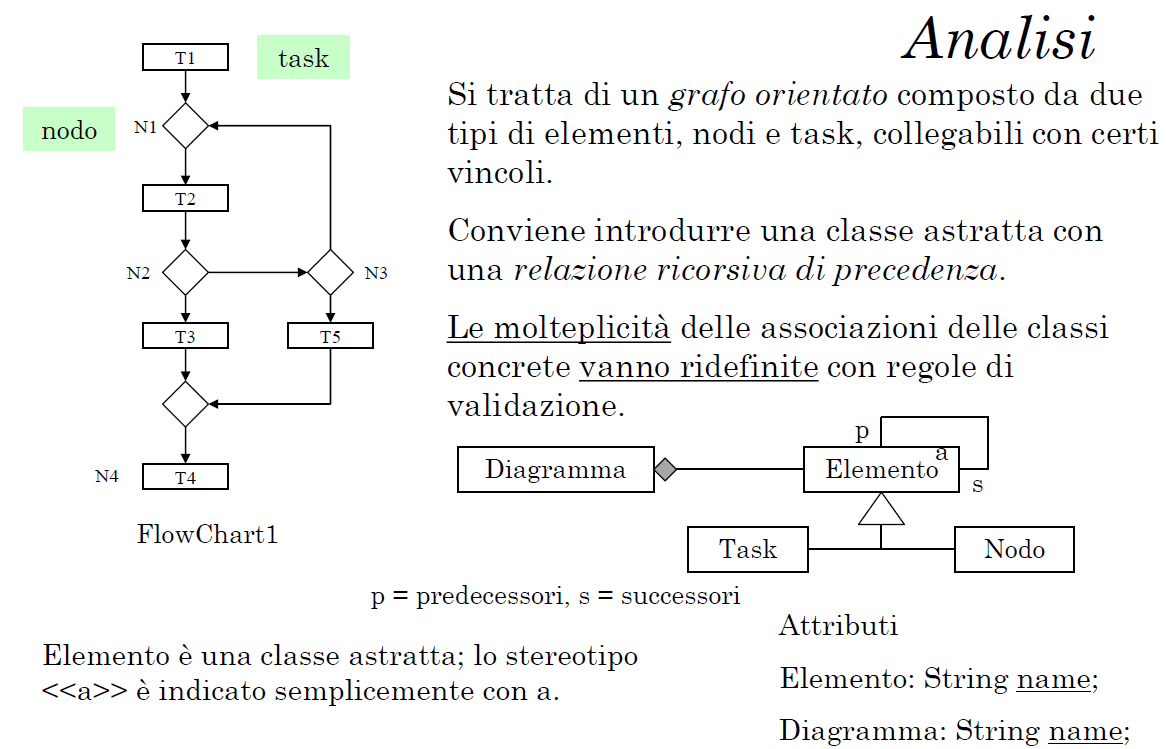 Analisi
T1
task
nodo
N1
T2
N2
N3
T3
T5
N4
T4
FlowChart1
Si tratta di un grafo orientato composto da due
tipi di elementi, nodi e task, collegabili con certi
vincoli.
Conviene introdurre una classe astratta con
una relazione ricorsiva di precedenza.
Le molteplicità delle associazioni delle classi
concrete vanno ridefinite con regole di
validazione.
p
Diagramma
Elemento
a
s
Task
Nodo
p = predecessori, s = successori
Elemento è una classe astratta; lo stereotipo
<<a>> è indicato semplicemente con a.
Attributi
Elemento: String name;
Diagramma: String name;